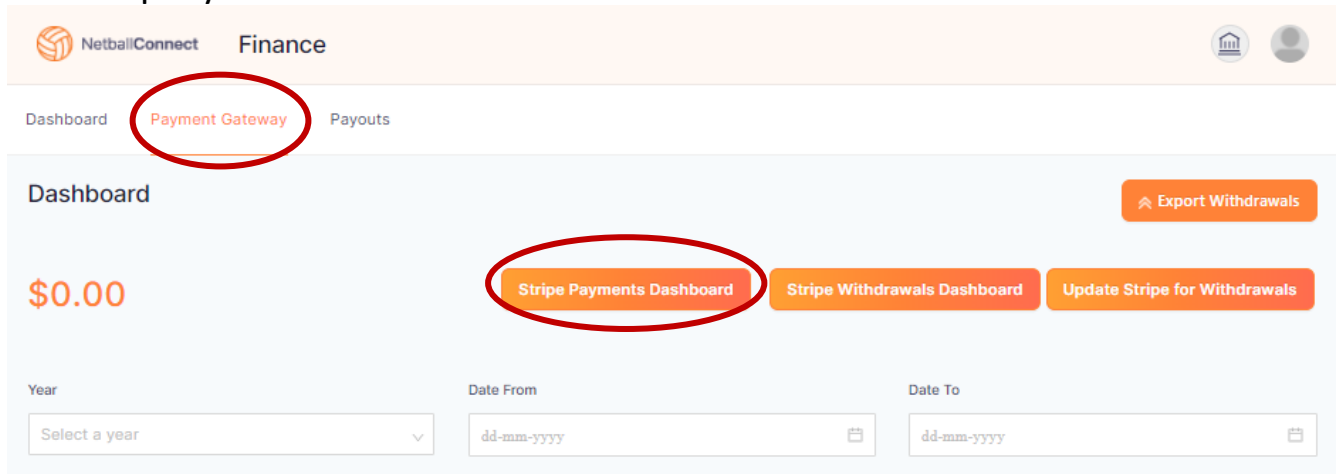 NetballConnect Finance
Dashboard Payment Gateway Payouts
Dashboard
Export Withdrawals
$0.00
Stripe Payments Dashboard Stripe Withdrawals Dashboard Update Stripe for Withdrawals
Year Date From Date To
Select a year dd-mm-yyyy dd-mm-yyyy